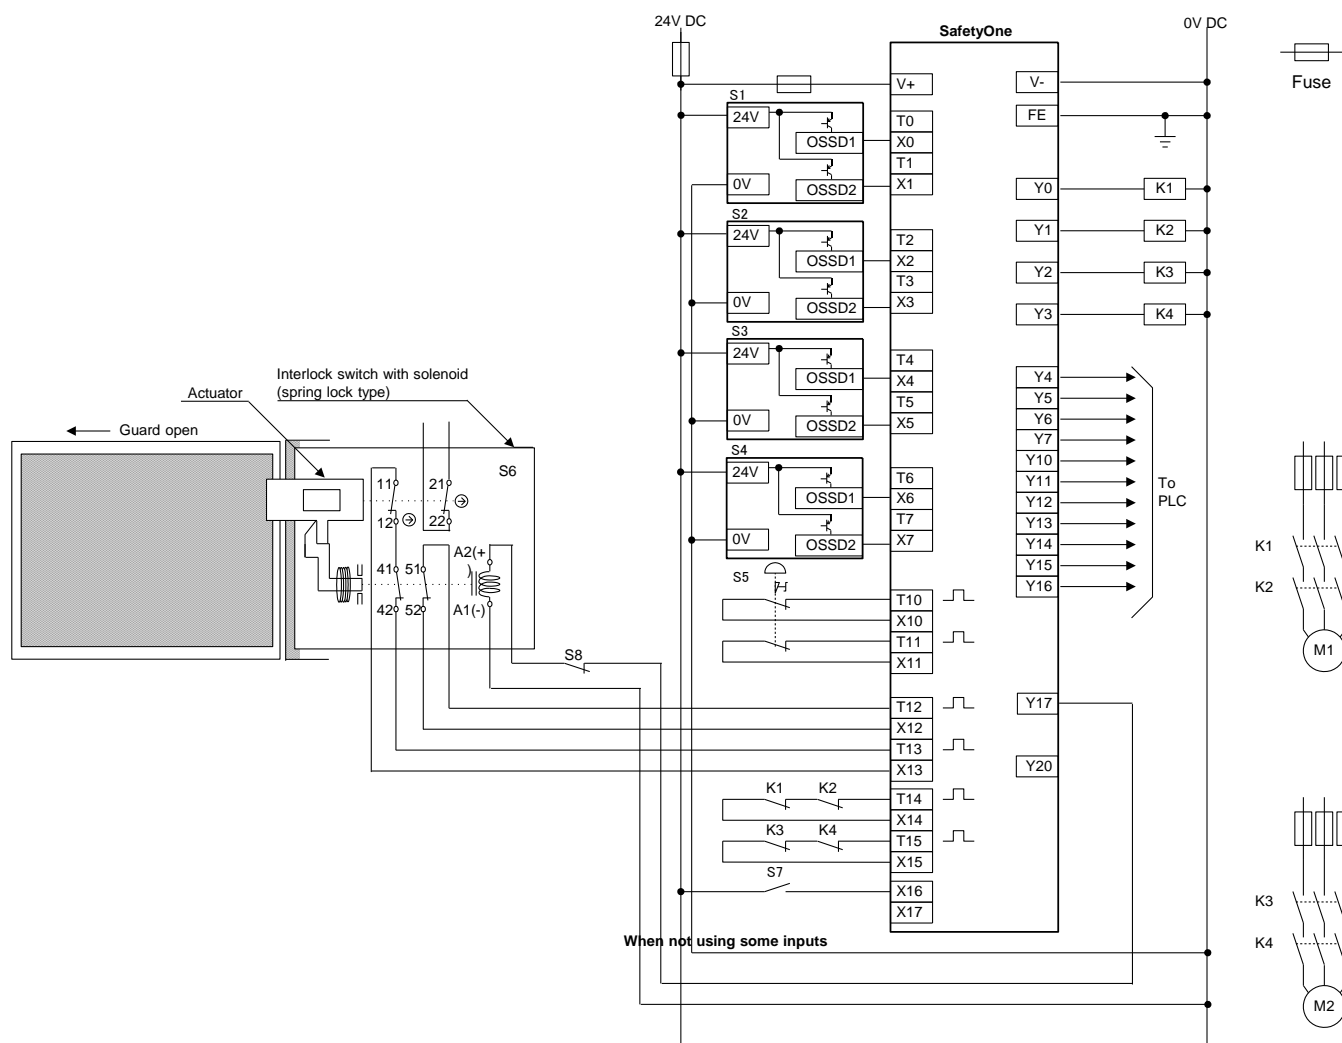 24V DC
SafetyOne
0V DC
Fuse
V+
V-
S1
24V
OSSD1
0V
OSSD2
T0
X0
T1
X1
FE
Y0
K1
S2
24V
OSSD1
0V
OSSD2
T2
X2
T3
X3
Y1
K2
Y2
K3
Y3
K4
S3
24V
OSSD1
0V
OSSD2
T4
X4
T5
X5
Y4
Y5
Y6
Y7
Y10
Y11
Y12
Y13
Y14
Y15
Y16
To
PLC
S4
24V
OSSD1
0V
OSSD2
T6
X6
T7
X7
Interlock switch with solenoid
(spring lock type)
Actuator
Guard open
S6
11
21
12
22
41
51
A2(+
)
42
52
A1(-)
S5
T10
X10
T11
X11
S8
T12
X12
T13
X13
Y17
Y20
K1
K2
T14
X14
K3
K4
T15
X15
S7
X16
X17
When not using some inputs
K1
K2
M1
K3
K4
M2